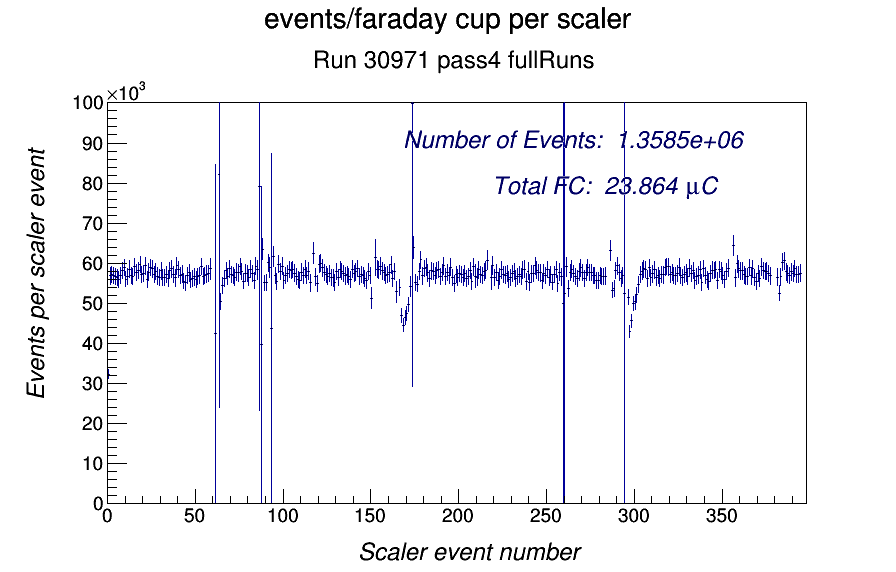 events/faraday cup per scaler
Run 30971 pass4 fullRuns
×10³
100
90
80
70
60
50
40
30
20
10
0
Events per scaler event
Number of Events: 1.3585e+06
Total FC: 23.864 μC
0 50 100 150 200 250 300 350
Scaler event number